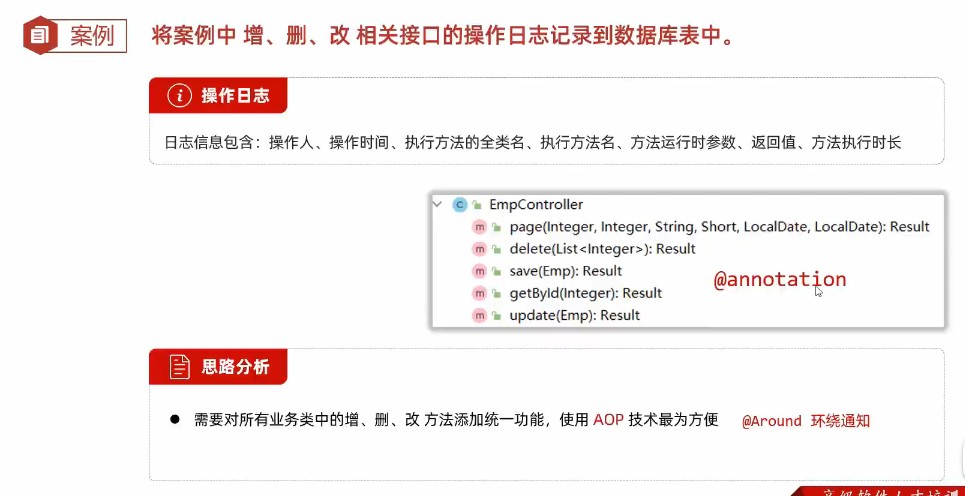 案例
将案例中 增、删、改 相关接口的操作日志记录到数据库表中。
操作日志
日志信息包含：操作人、操作时间、执行方法的全类名、执行方法名、方法运行时参数、返回值、方法执行时长
C EmpController
m page(Integer, Integer, String, Short, LocalDate, LocalDate): Result
m delete(List<Integer>): Result
m save(Emp): Result
@annotation
m getById(Integer): Result
m update(Emp): Result
思路分析
● 需要对所有业务类中的增、删、改 方法添加统一功能，使用 AOP 技术最为方便 @Around 环绕通知